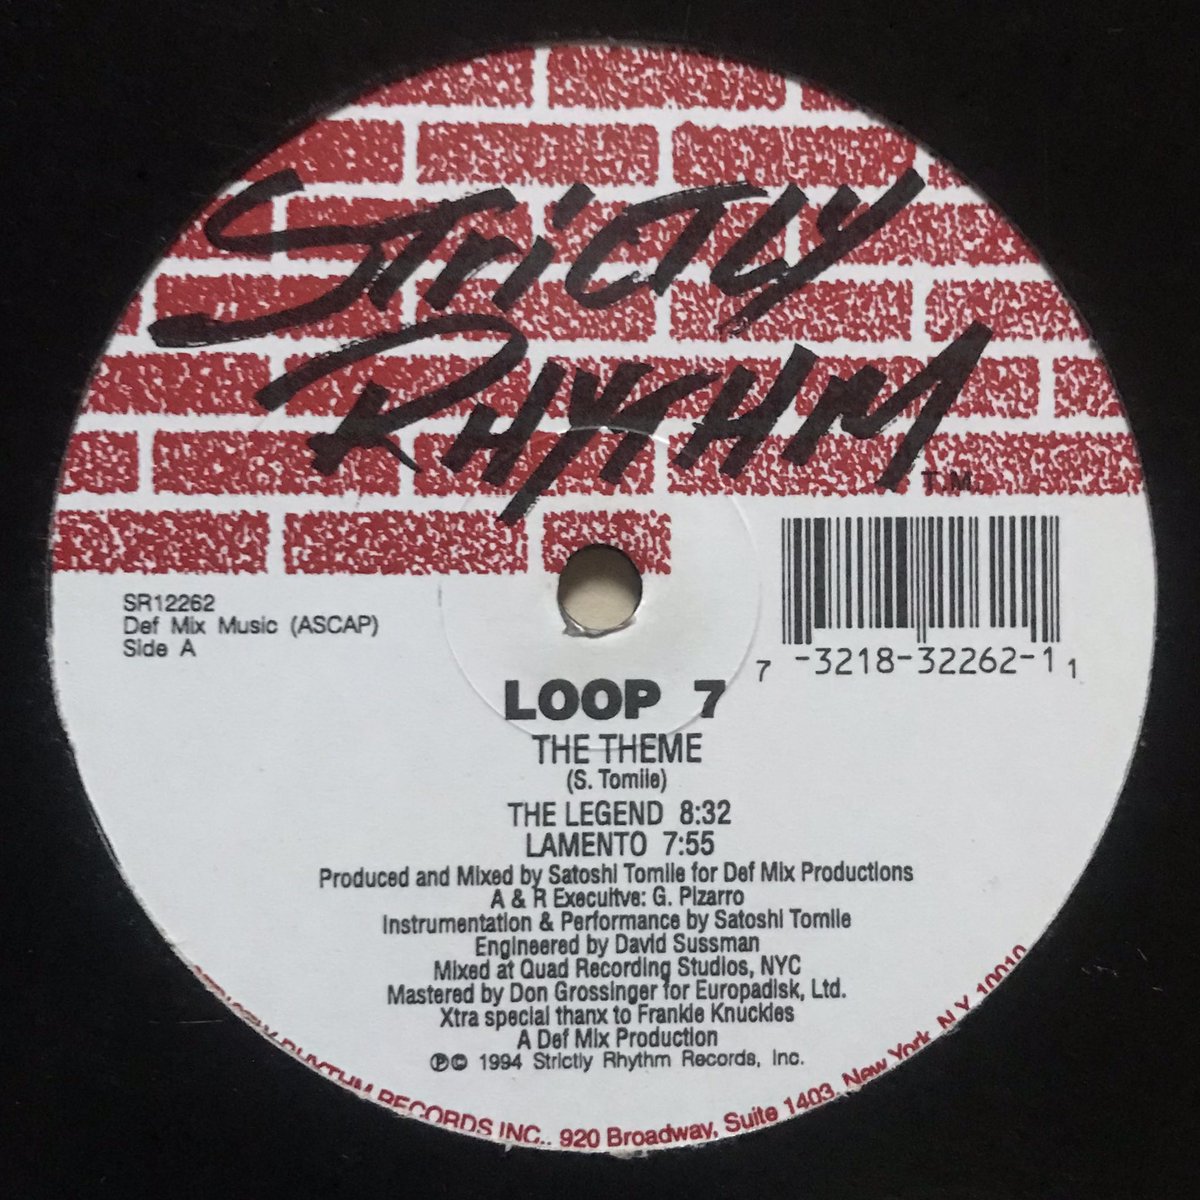 STRICTLY
RHYTHM
T.M.
SR12262
Def Mix Music (ASCAP)
Side A
7 -3218-32262-1 1
LOOP 7
THE THEME
(S. Tomiie)
THE LEGEND 8:32
LAMENTO 7:55
Produced and Mixed by Satoshi Tomiie for Def Mix Productions
A & R Execuitve: G. Pizarro
Instrumentation & Performance by Satoshi Tomiie
Engineered by David Sussman
Mixed at Quad Recording Studios, NYC
Mastered by Don Grossinger for Europadisk, Ltd.
Xtra special thanx to Frankie Knuckles
A Def Mix Production
℗© 1994 Strictly Rhythm Records, Inc.
STRICTLY RHYTHM RECORDS INC., 920 Broadway, Suite 1403, New York, N.Y. 10010